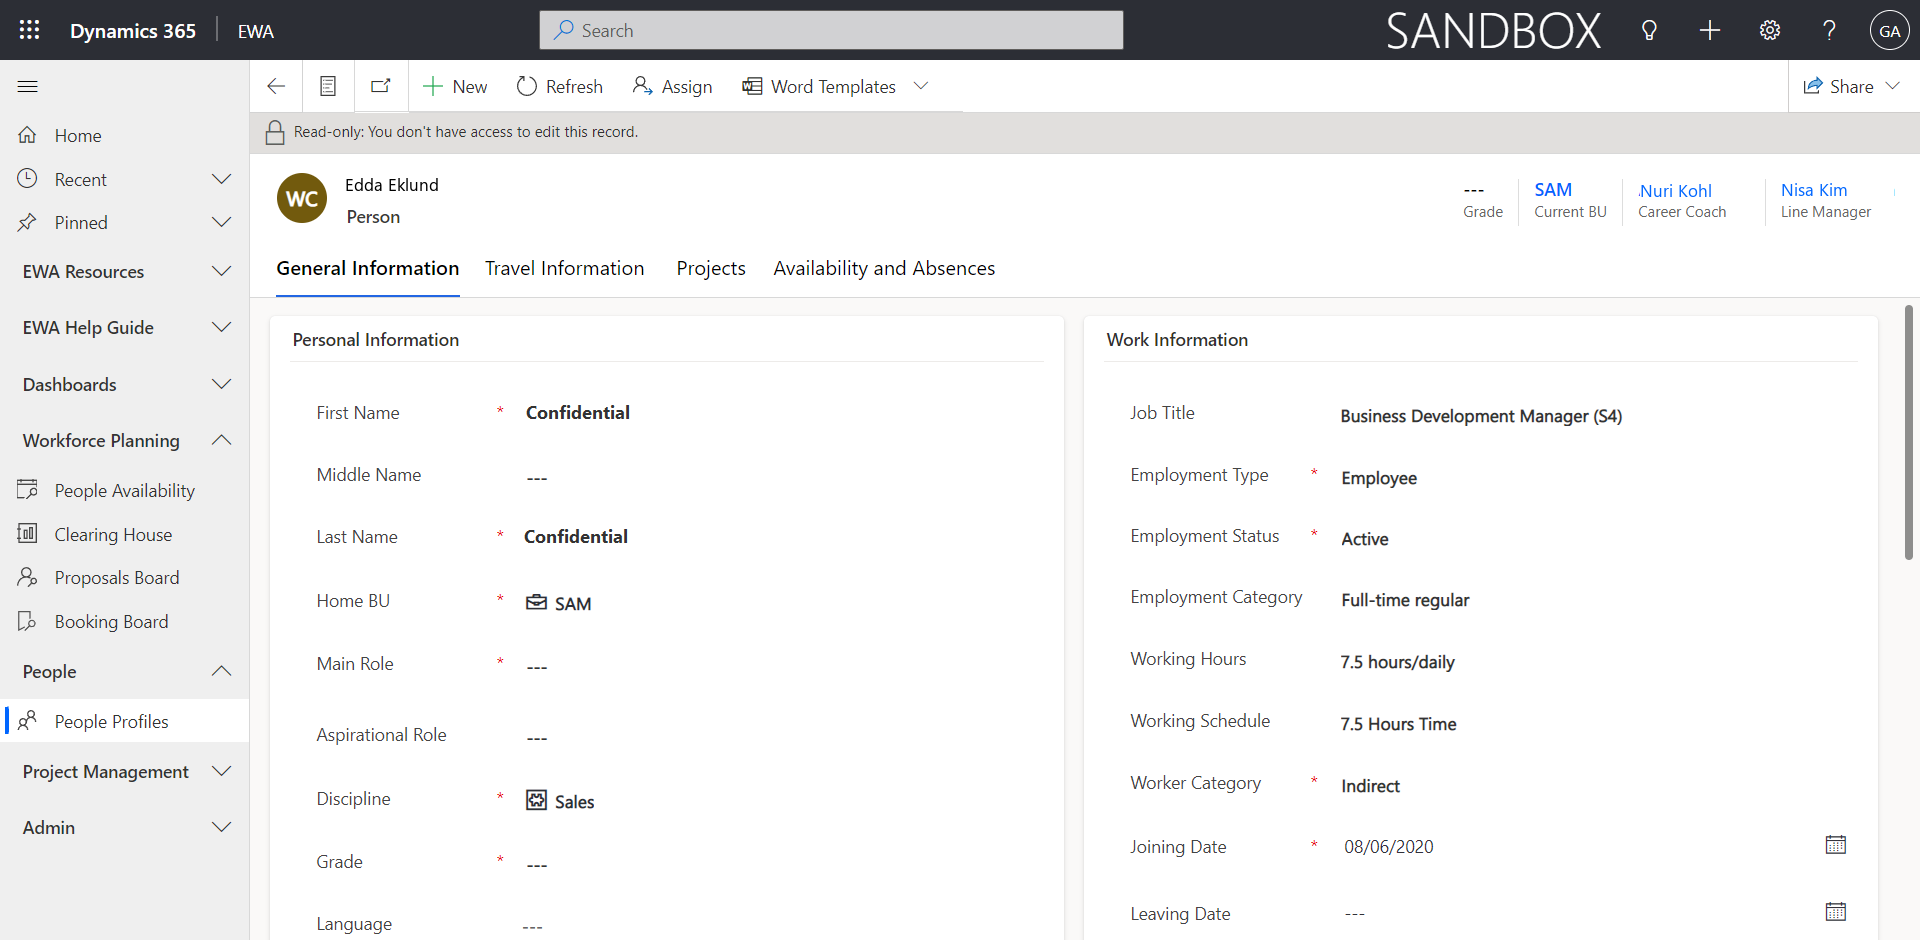 Dynamics 365 EWA Search SANDBOX GA
New Refresh Assign Word Templates Share
Read-only: You don't have access to edit this record.
Home
Recent
Pinned
EWA Resources
EWA Help Guide
Dashboards
Workforce Planning
People Availability
Clearing House
Proposals Board
Booking Board
People
People Profiles
Project Management
Admin
WC
Edda Eklund
Person
--- SAM Nuri Kohl Nisa Kim
Grade Current BU Career Coach Line Manager
General Information Travel Information Projects Availability and Absences
Personal Information
First Name * Confidential
Middle Name ---
Last Name * Confidential
Home BU * SAM
Main Role * ---
Aspirational Role ---
Discipline * Sales
Grade * ---
Language ---
Work Information
Job Title Business Development Manager (S4)
Employment Type * Employee
Employment Status * Active
Employment Category Full-time regular
Working Hours 7.5 hours/daily
Working Schedule 7.5 Hours Time
Worker Category * Indirect
Joining Date * 08/06/2020
Leaving Date ---